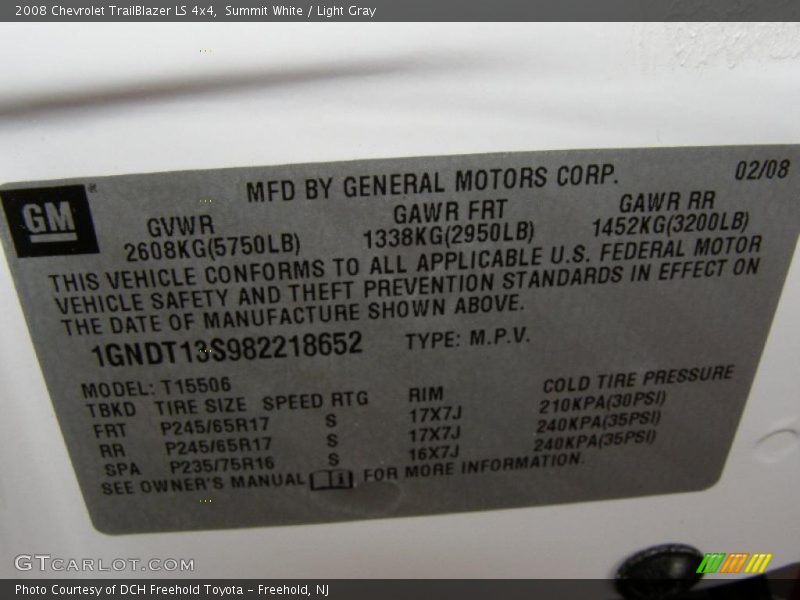 2008 Chevrolet TrailBlazer LS 4x4, Summit White / Light Gray
MFD BY GENERAL MOTORS CORP. 02/08
GM
GVWR GAWR FRT GAWR RR
2608KG(5750LB) 1338KG(2950LB) 1452KG(3200LB)
THIS VEHICLE CONFORMS TO ALL APPLICABLE U.S. FEDERAL MOTOR
VEHICLE SAFETY AND THEFT PREVENTION STANDARDS IN EFFECT ON
THE DATE OF MANUFACTURE SHOWN ABOVE.
1GNDT13S982218652 TYPE: M.P.V.
MODEL: T15506
TBKD TIRE SIZE SPEED RTG RIM COLD TIRE PRESSURE
FRT P245/65R17 S 17X7J 210KPA(30PSI)
RR P245/65R17 S 17X7J 240KPA(35PSI)
SPA P235/75R16 S 16X7J 240KPA(35PSI)
SEE OWNER'S MANUAL FOR MORE INFORMATION.
GTCARLOT.COM
Photo Courtesy of DCH Freehold Toyota - Freehold, NJ